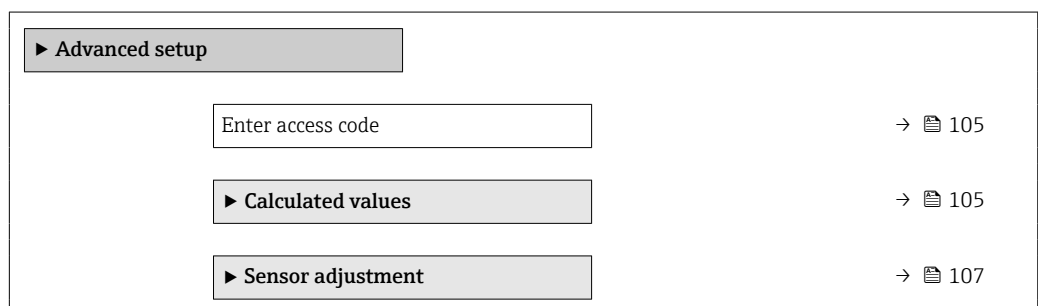 ► Advanced setup
Enter access code → 105
► Calculated values → 105
► Sensor adjustment → 107